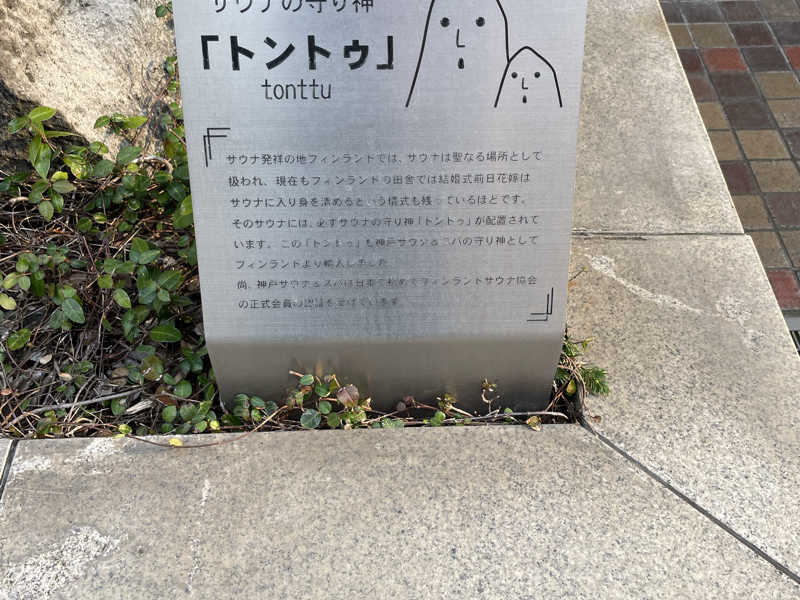 サウナの守り神
「トントゥ」
tonttu
サウナ発祥の地フィンランドでは、サウナは聖なる場所として
扱われ、現在もフィンランドの田舎では結婚式前日花嫁は
サウナに入り身を清めるという儀式も残っているほどです。
そのサウナには、必ずサウナの守り神「トントゥ」が配置されて
います。この「トントゥ」も神戸サウナ&スパの守り神として
フィンランドより輸入しました
尚、神戸サウナ&スパは日本で初めてフィンランドサウナ協会
の正式会員の認証を受けています